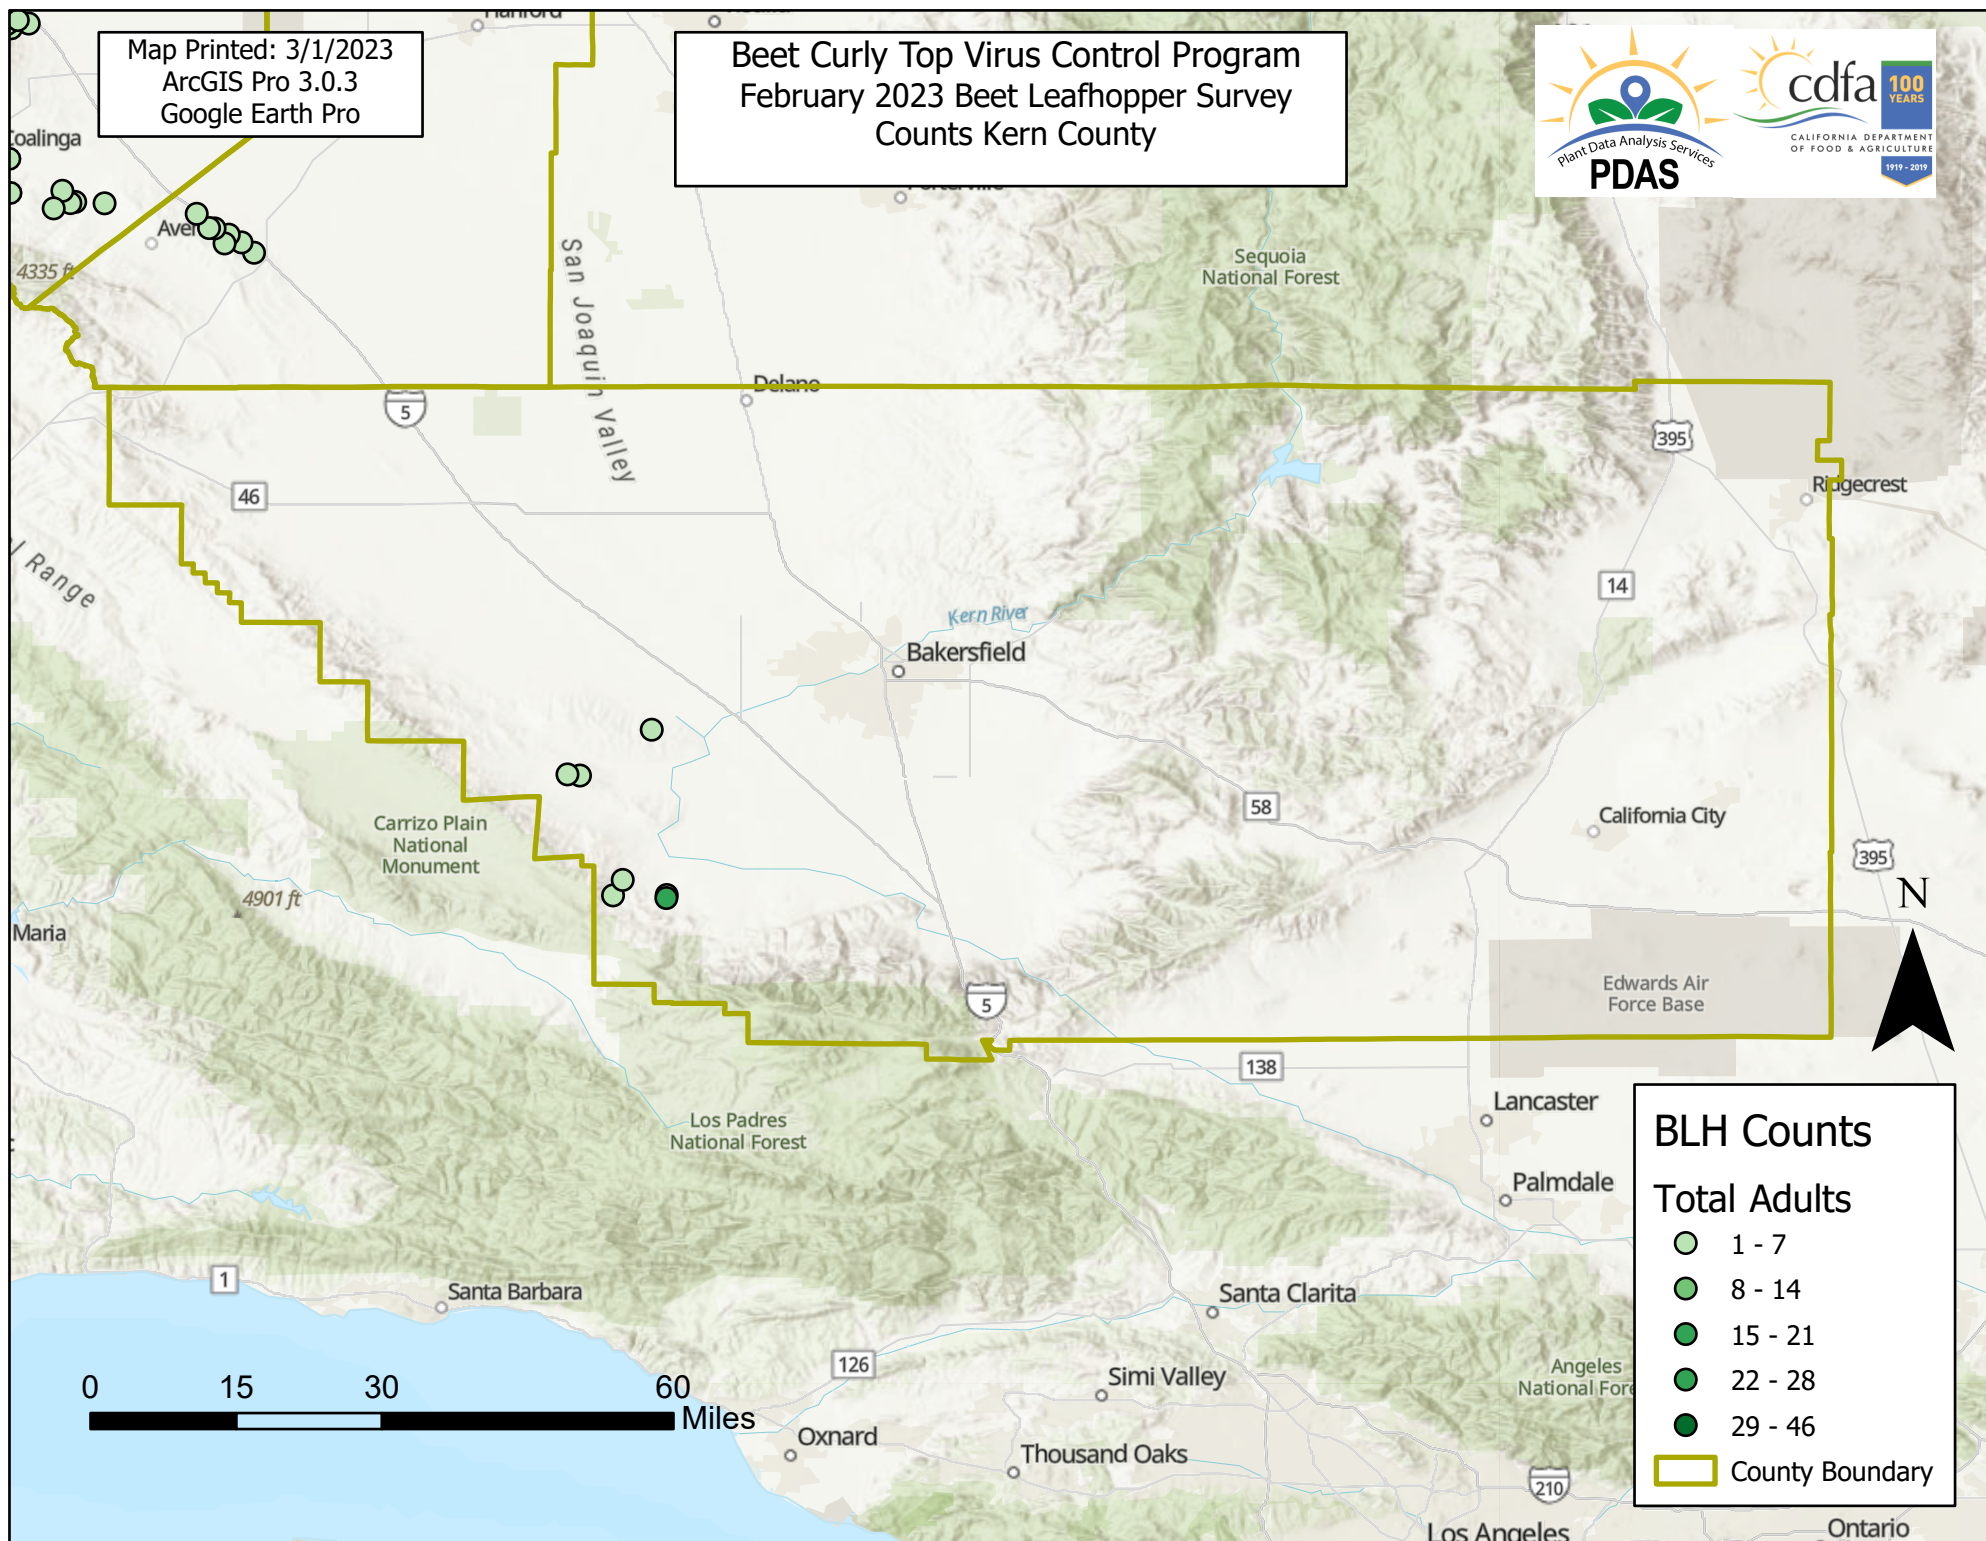 Map Printed: 3/1/2023
ArcGIS Pro 3.0.3
Google Earth Pro
Beet Curly Top Virus Control Program
February 2023 Beet Leafhopper Survey
Counts Kern County
Plant Data Analysis Services
PDAS
cdfa
100
YEARS
CALIFORNIA DEPARTMENT
OF FOOD & AGRICULTURE
1919 - 2019
Hanford
Coalinga
Porterville
4335 ft
San Joaquin Valley
Sequoia
National Forest
Delano
5
395
46
Ridgecrest
Range
14
Kern River
Bakersfield
58
California City
Carrizo Plain
National
Monument
395
4901 ft
N
Maria
Edwards Air
Force Base
5
138
Lancaster
Los Padres
National Forest
Palmdale
1
Santa Barbara
Santa Clarita
126
Simi Valley
Angeles
National Fore
Oxnard
Thousand Oaks
210
Los Angeles
Ontario
0 15 30 60
Miles
BLH Counts
Total Adults
1 - 7
8 - 14
15 - 21
22 - 28
29 - 46
County Boundary